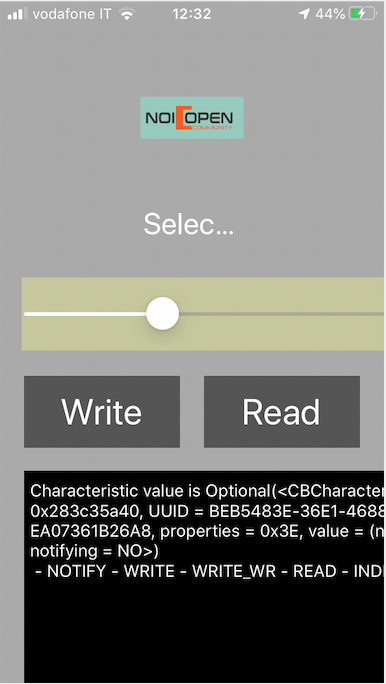 vodafone IT
12:32
44%
NOI OPEN
COMMUNITY
Selec...
Write
Read
Characteristic value is Optional(<CBCharacter
0x283c35a40, UUID = BEB5483E-36E1-4688
EA07361B26A8, properties = 0x3E, value = (n
notifying = NO>)
- NOTIFY - WRITE - WRITE_WR - READ - INDI